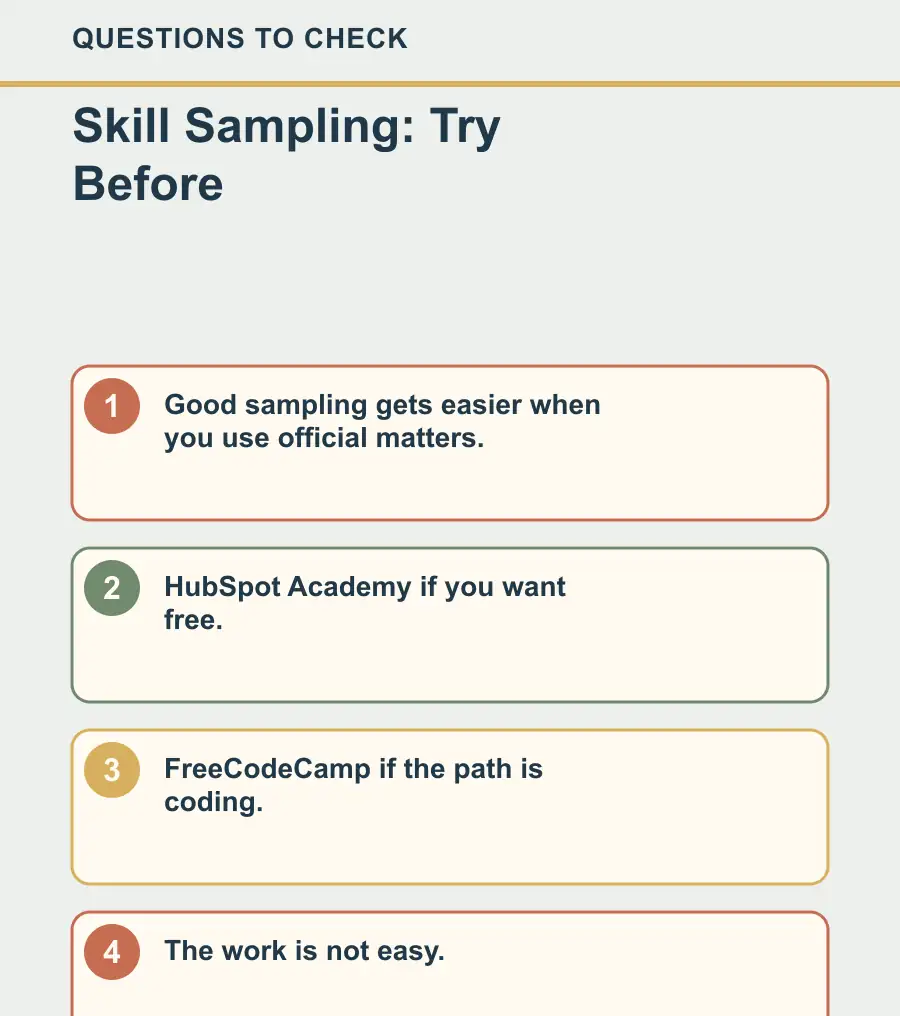 QUESTIONS TO CHECK
Skill Sampling: Try
Before
1
Good sampling gets easier when
you use official matters.
2
HubSpot Academy if you want
free.
3
FreeCodeCamp if the path is
coding.
4
The work is not easy.